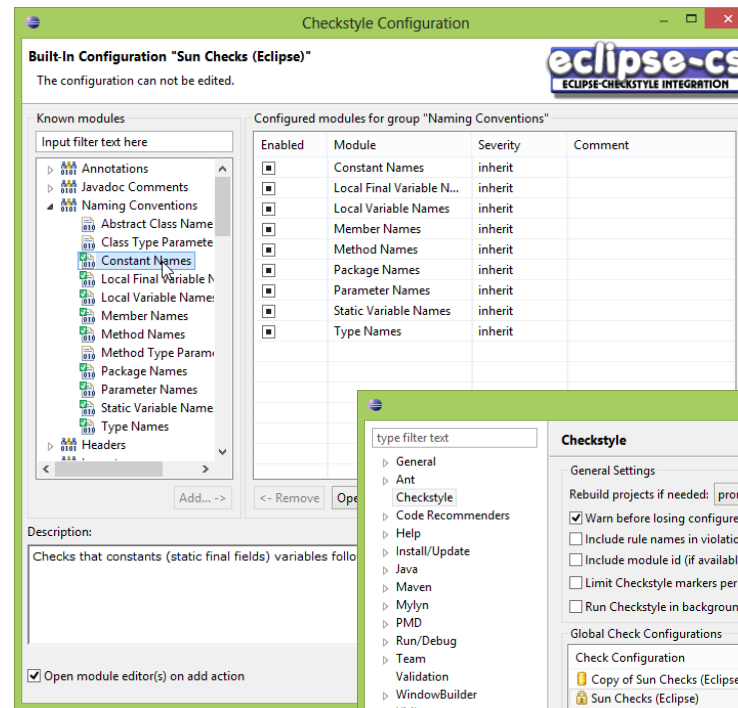 Checkstyle Configuration
Built-In Configuration "Sun Checks (Eclipse)"
The configuration can not be edited.
eclipse-cs
ECLIPSE-CHECKSTYLE INTEGRATION
Known modules
Input filter text here
Annotations
Javadoc Comments
Naming Conventions
Abstract Class Name
Class Type Paramete
Constant Names
Local Final Variable N
Local Variable Names
Member Names
Method Names
Method Type Param
Package Names
Parameter Names
Static Variable Name
Type Names
Headers
Add... ->
Configured modules for group "Naming Conventions"
Enabled Module Severity Comment
Constant Names inherit
Local Final Variable N... inherit
Local Variable Names inherit
Member Names inherit
Method Names inherit
Package Names inherit
Parameter Names inherit
Static Variable Names inherit
Type Names inherit
<- Remove Ope
Description:
Checks that constants (static final fields) variables follo
Open module editor(s) on add action
type filter text
General
Ant
Checkstyle
Code Recommenders
Help
Install/Update
Java
Maven
Mylyn
PMD
Run/Debug
Team
Validation
WindowBuilder
Checkstyle
General Settings
Rebuild projects if needed: pro
Warn before losing configure
Include rule names in violatio
Include module id (if availabl
Limit Checkstyle markers per
Run Checkstyle in backgroun
Global Check Configurations
Check Configuration
Copy of Sun Checks (Eclipse
Sun Checks (Eclipse)